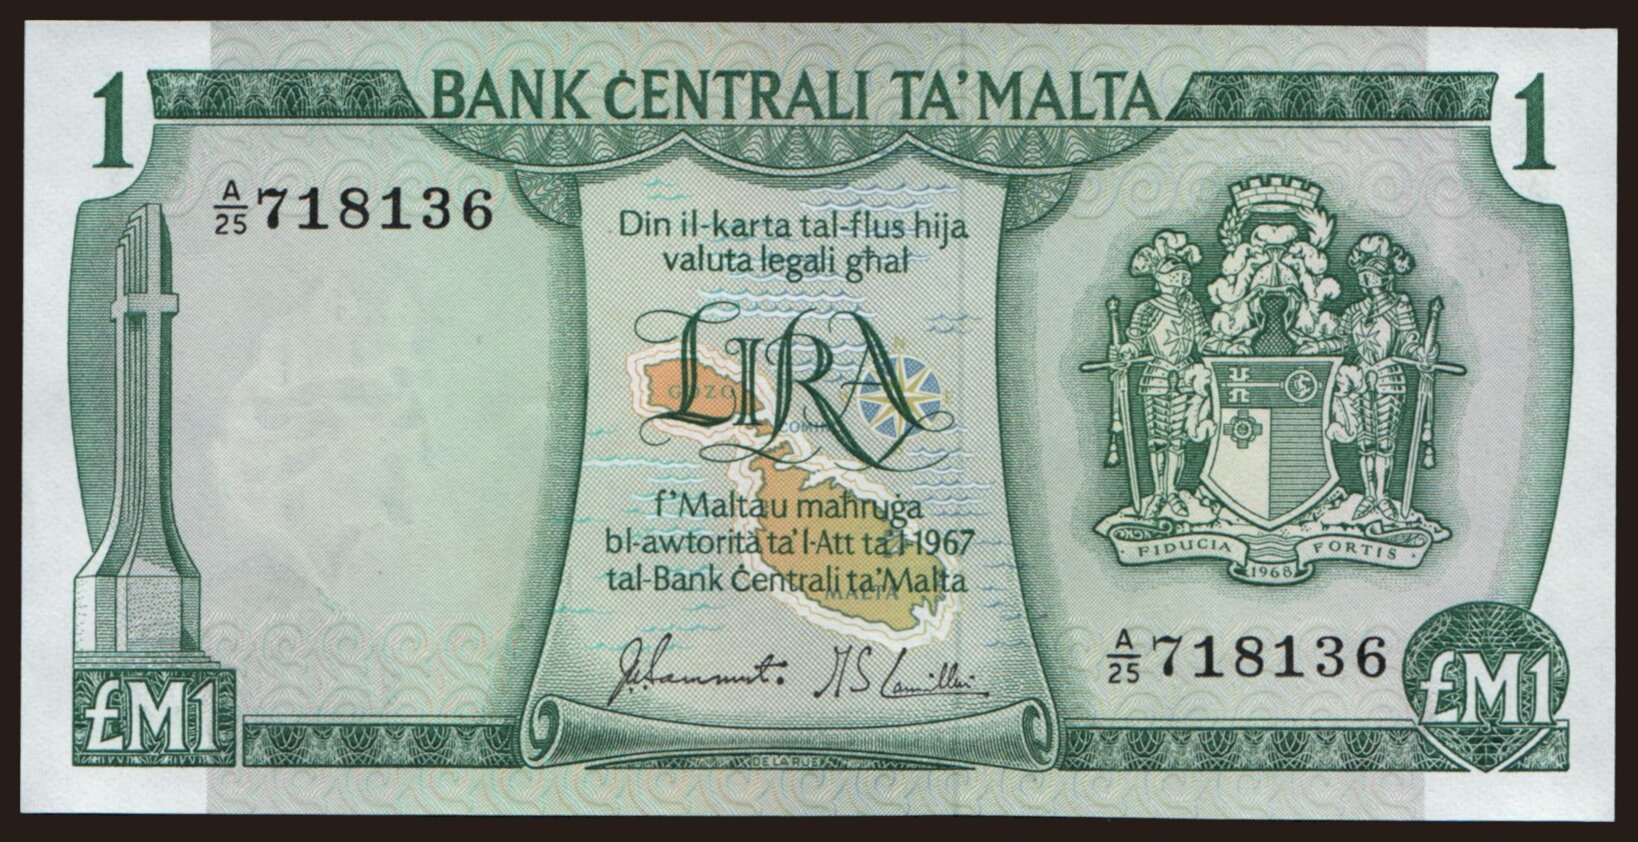 1 BANK ĊENTRALI TA' MALTA 1
A/25 718136
Din il-karta tal-flus hija
valuta legali għal
LIRA
N
GOZO
COMINO
f'Malta u maħruġa
bl-awtorità ta' l-Att ta' l-1967
tal-Bank Ċentrali ta' Malta
MALTA
FIDUCIA FORTIS
1968
A/25 718136
£M1 £M1
DE LA RUE